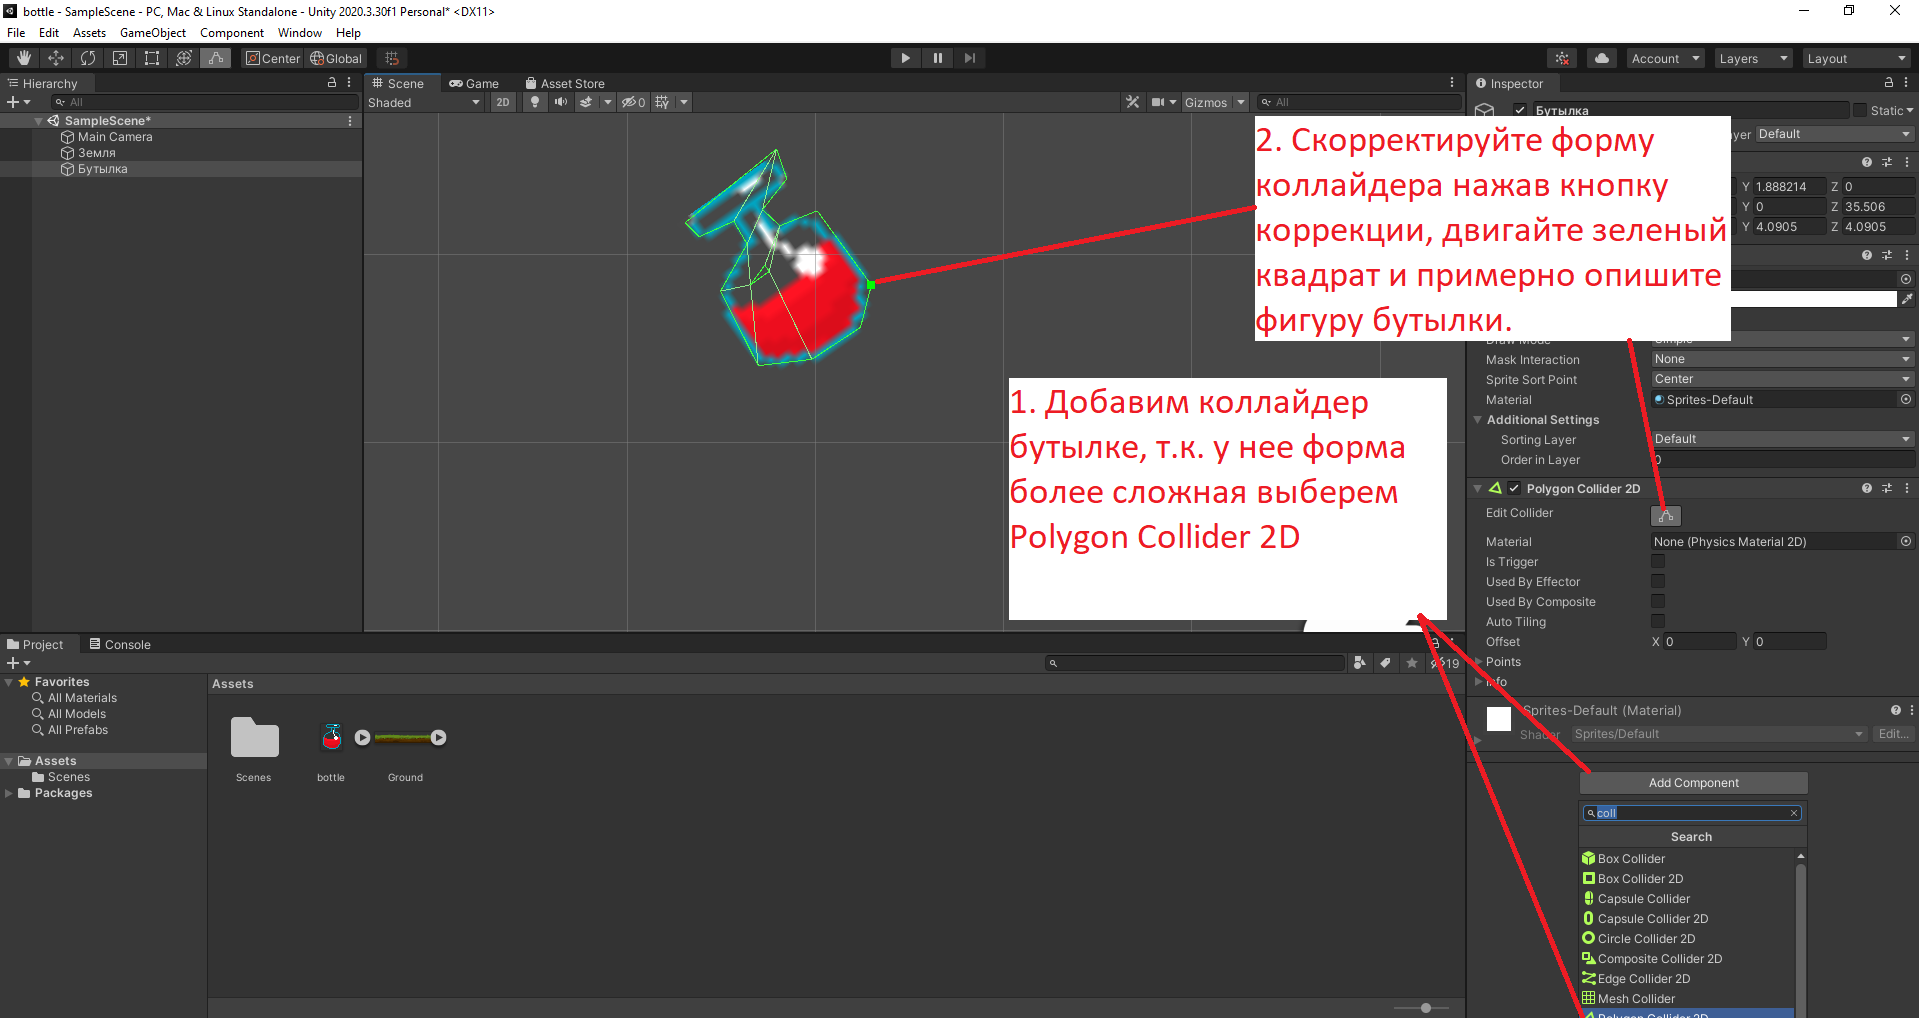 bottle - SampleScene - PC, Mac & Linux Standalone - Unity 2020.3.30f1 Personal* <DX11>
File Edit Assets GameObject Component Window Help
Center Global Account Layers Layout
Hierarchy
All
SampleScene*
Main Camera
Земля
Бутылка
Scene Game Asset Store
Shaded 2D 0 Gizmos All
Inspector
Бутылка Static
Default
Y 1.888214 Z 0
Y 0 Z 35.506
Y 4.0905 Z 4.0905
2. Скорректируйте форму
коллайдера нажав кнопку
коррекции, двигайте зеленый
квадрат и примерно опишите
фигуру бутылки.
1. Добавим коллайдер
бутылке, т.к. у нее форма
более сложная выберем
Polygon Collider 2D
Draw Mode Simple
Mask Interaction None
Sprite Sort Point Center
Material Sprites-Default
Additional Settings
Sorting Layer Default
Order in Layer 0
Polygon Collider 2D
Edit Collider
Material None (Physics Material 2D)
Is Trigger
Used By Effector
Used By Composite
Auto Tiling
Offset X 0 Y 0
Points
Info
Sprites-Default (Material)
Shader Sprites/Default Edit...
Add Component
coll
Search
Box Collider
Box Collider 2D
Capsule Collider
Capsule Collider 2D
Circle Collider 2D
Composite Collider 2D
Edge Collider 2D
Mesh Collider
Polygon Collider 2D
Project Console
19
Favorites
All Materials
All Models
All Prefabs
Assets
Scenes
Packages
Assets
Scenes bottle Ground